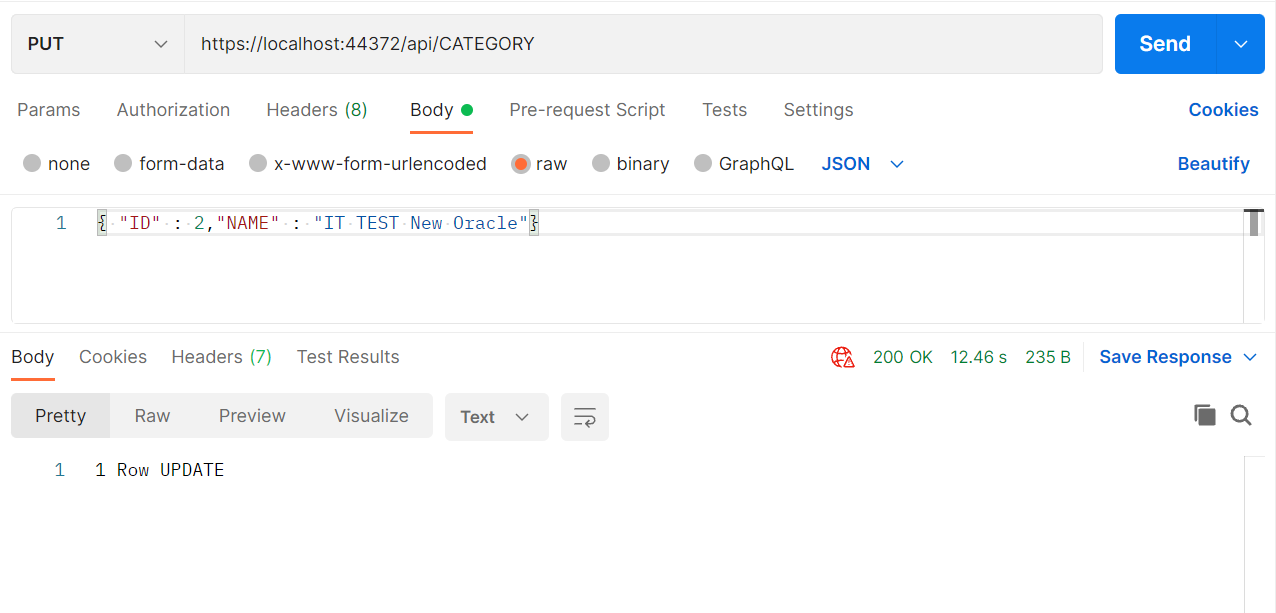 PUT https://localhost:44372/api/CATEGORY Send
Params Authorization Headers (8) Body Pre-request Script Tests Settings Cookies
none form-data x-www-form-urlencoded raw binary GraphQL JSON Beautify
1 { "ID" : 2,"NAME" : "IT TEST New Oracle"}
Body Cookies Headers (7) Test Results 200 OK 12.46 s 235 B Save Response
Pretty Raw Preview Visualize Text
1 1 Row UPDATE